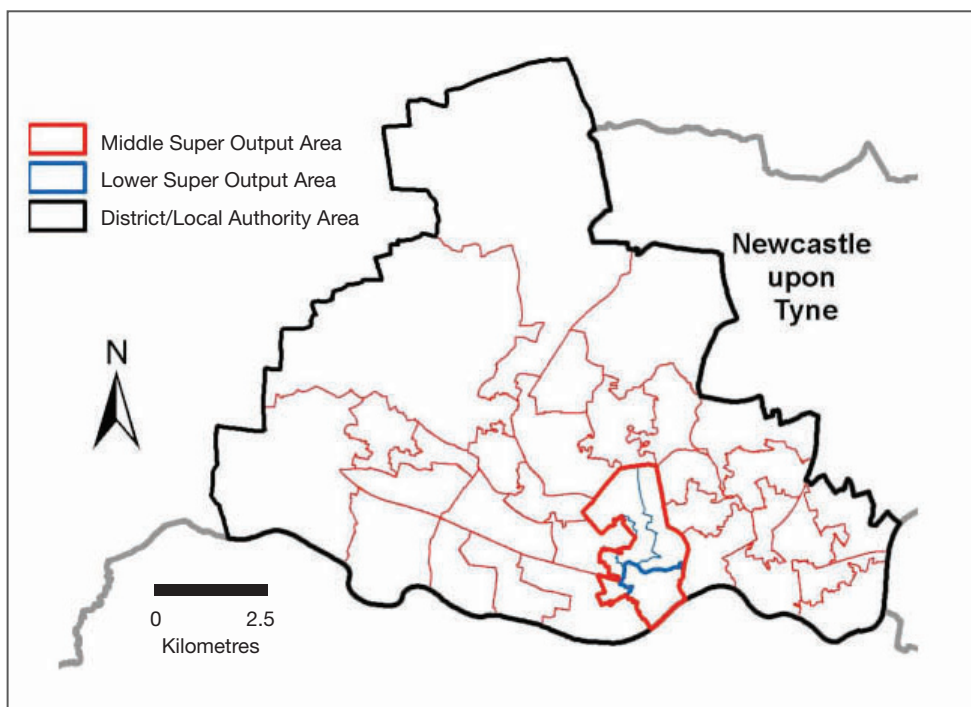 Middle Super Output Area
Lower Super Output Area
District/Local Authority Area
Newcastle
upon
Tyne
N
0 2.5
Kilometres